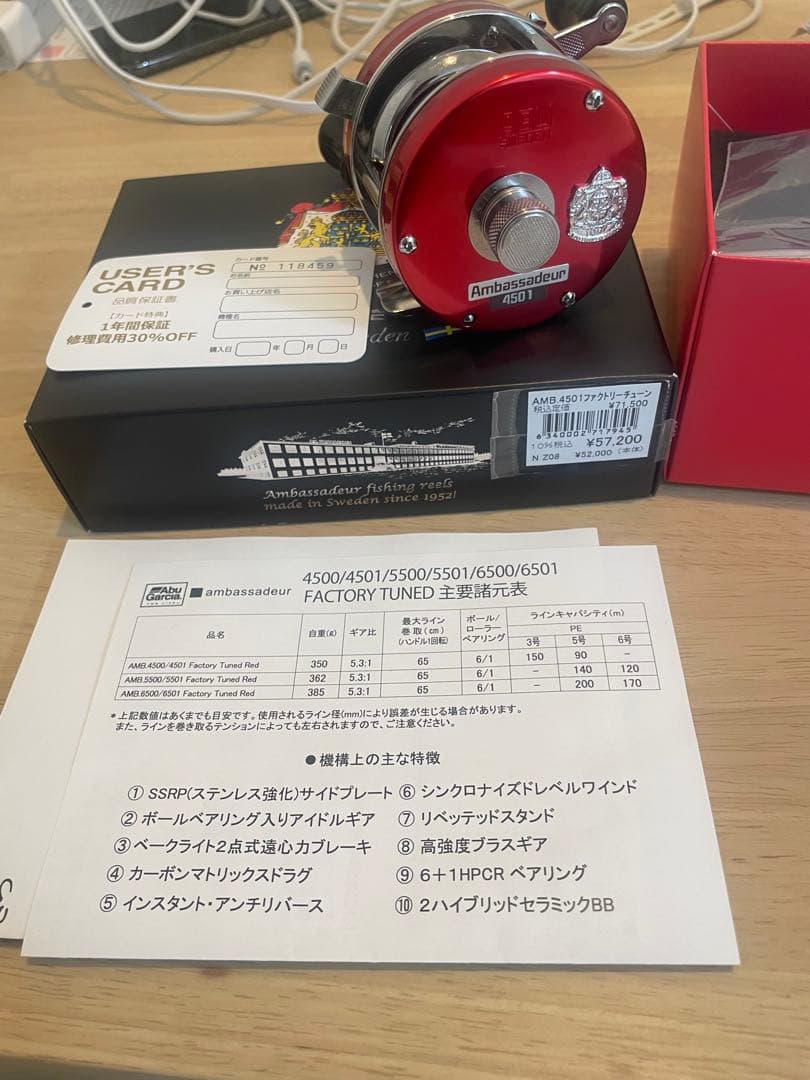 Ambassadeur
4501
USER'S
CARD
品質保証書
【カード特典】
1年間保証
修理費用30%OFF
カード番号
No 118459
お名前
お買い上げ店名
機種名
購入日 年 月 日
AMB.4501ファクトリーチューン
税込定価 ¥71,500
6340002717945
10%税込 ¥57,200
N Z08 ¥52,000 (本体)
Ambassadeur fishing reels
made in Sweden since 1952!
Abu
Garcia
ambassadeur
4500/4501/5500/5501/6500/6501
FACTORY TUNED 主要諸元表
品名 自重(g) ギア比 最大ライン巻取(cm)(ハンドル1回転) ボール/ローラーベアリング ラインキャパシティ(m)
PE
3号 5号 6号
AMB.4500/4501 Factory Tuned Red 350 5.3:1 65 6/1 150 90 –
AMB.5500/5501 Factory Tuned Red 362 5.3:1 65 6/1 – 140 120
AMB.6500/6501 Factory Tuned Red 385 5.3:1 65 6/1 – 200 170
*上記数値はあくまでも目安です。使用されるライン径(mm)により誤差が生じる場合があります。
また、ラインを巻き取るテンションによっても左右されますので、ご注意ください。
●機構上の主な特徴
① SSRP(ステンレス強化)サイドプレート
② ボールベアリング入りアイドルギア
③ ベークライト2点式遠心力ブレーキ
④ カーボンマトリックスドラグ
⑤ インスタント・アンチリバース
⑥ シンクロナイズドレベルワインド
⑦ リベッテッドスタンド
⑧ 高強度ブラスギア
⑨ 6+1HPCR ベアリング
⑩ 2ハイブリッドセラミックBB